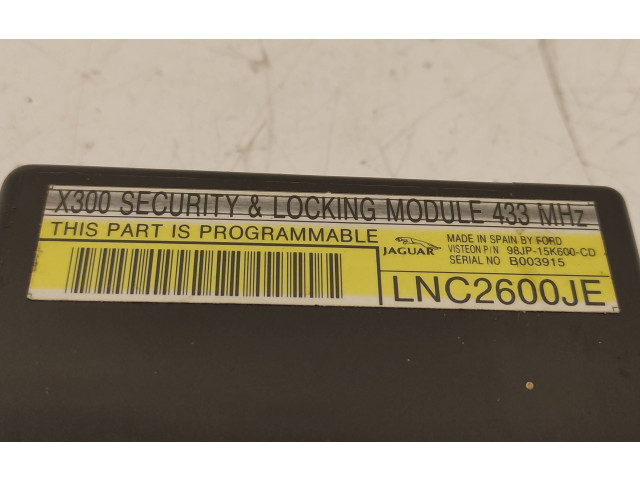 X300 SECURITY & LOCKING MODULE 433 MHz
THIS PART IS PROGRAMMABLE
JAGUAR
MADE IN SPAIN BY FORD
VISTEON P/N 98JP-15K600-CD
SERIAL NO B003915
LNC2600JE